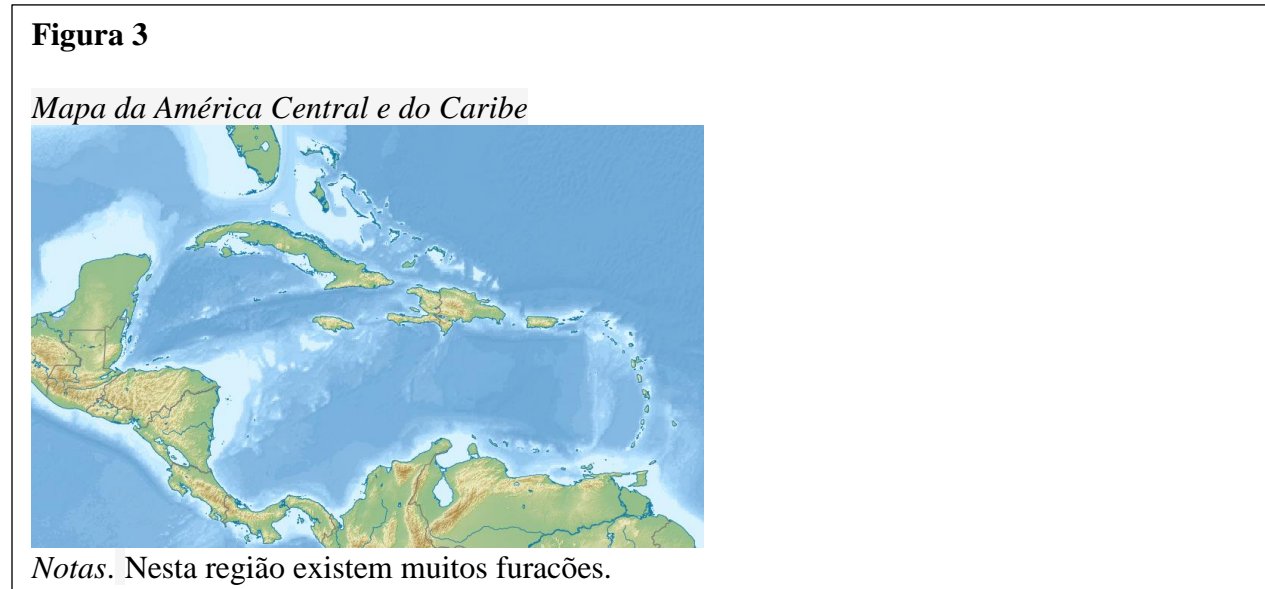 Figura 3
Mapa da América Central e do Caribe
Notas. Nesta região existem muitos furacões.